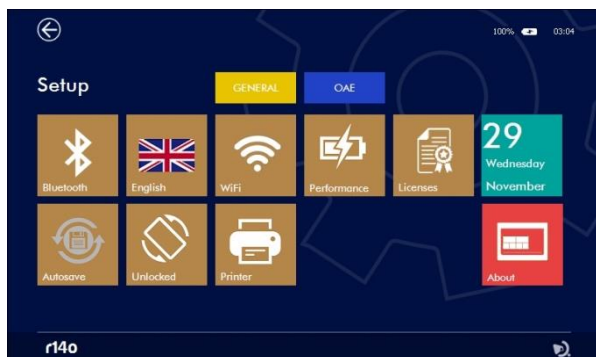 100% 03:04
Setup
GENERAL OAE
Bluetooth English WiFi Performance Licenses 29
Wednesday
November
Autosave Unlocked Printer About
r14o